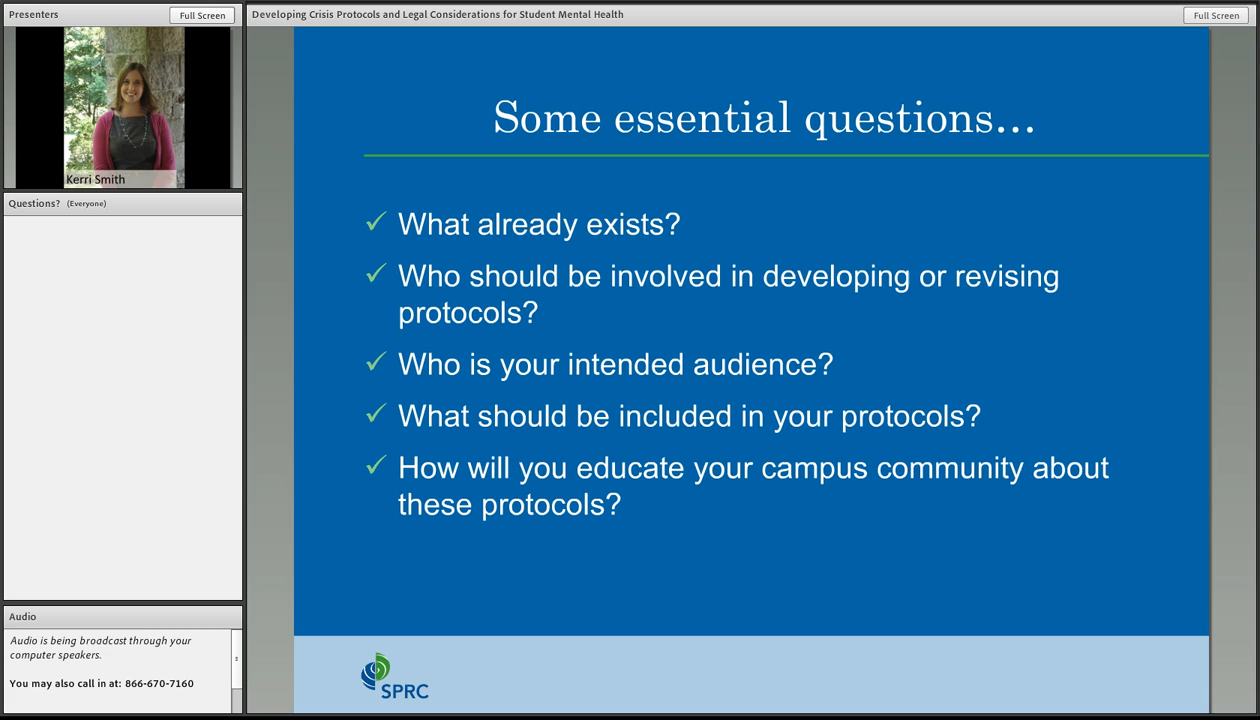 Presenters
Full Screen
Kerri Smith
Questions? (Everyone)
Audio
Audio is being broadcast through your
computer speakers.
You may also call in at: 866-670-7160
Developing Crisis Protocols and Legal Considerations for Student Mental Health
Full Screen
Some essential questions...
✓ What already exists?
✓ Who should be involved in developing or revising
protocols?
✓ Who is your intended audience?
✓ What should be included in your protocols?
✓ How will you educate your campus community about
these protocols?
SPRC